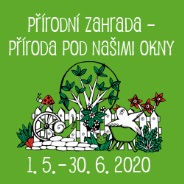 PŘÍRODNÍ ZAHRADA –
PŘÍRODA POD NAŠIMI OKNY
1. 5. – 30. 6. 2020